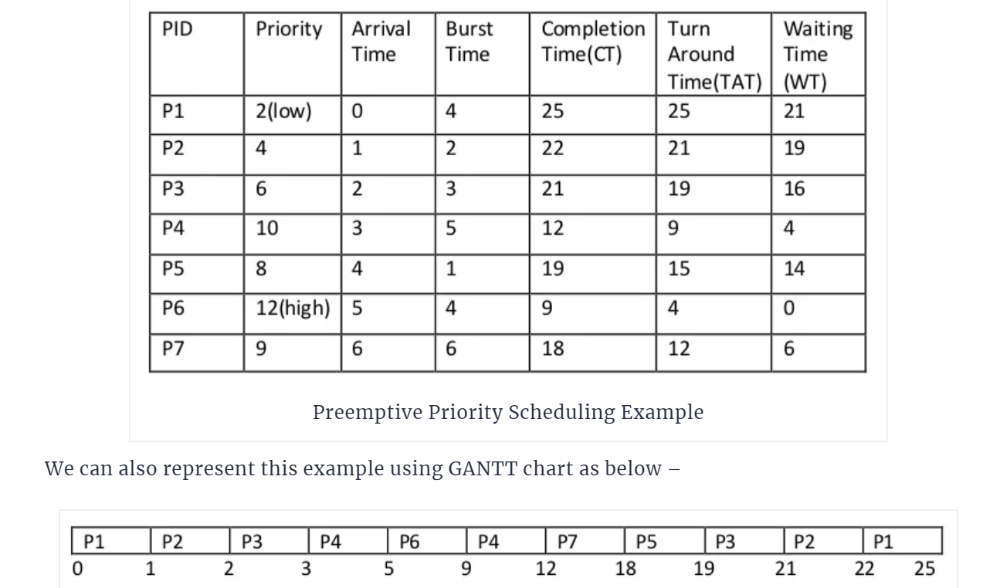 PID Priority Arrival Time Burst Time Completion Time(CT) Turn Around Time(TAT) Waiting Time (WT)
P1 2(low) 0 4 25 25 21
P2 4 1 2 22 21 19
P3 6 2 3 21 19 16
P4 10 3 5 12 9 4
P5 8 4 1 19 15 14
P6 12(high) 5 4 9 4 0
P7 9 6 6 18 12 6
Preemptive Priority Scheduling Example
We can also represent this example using GANTT chart as below –
P1 P2 P3 P4 P6 P4 P7 P5 P3 P2 P1
0 1 2 3 5 9 12 18 19 21 22 25